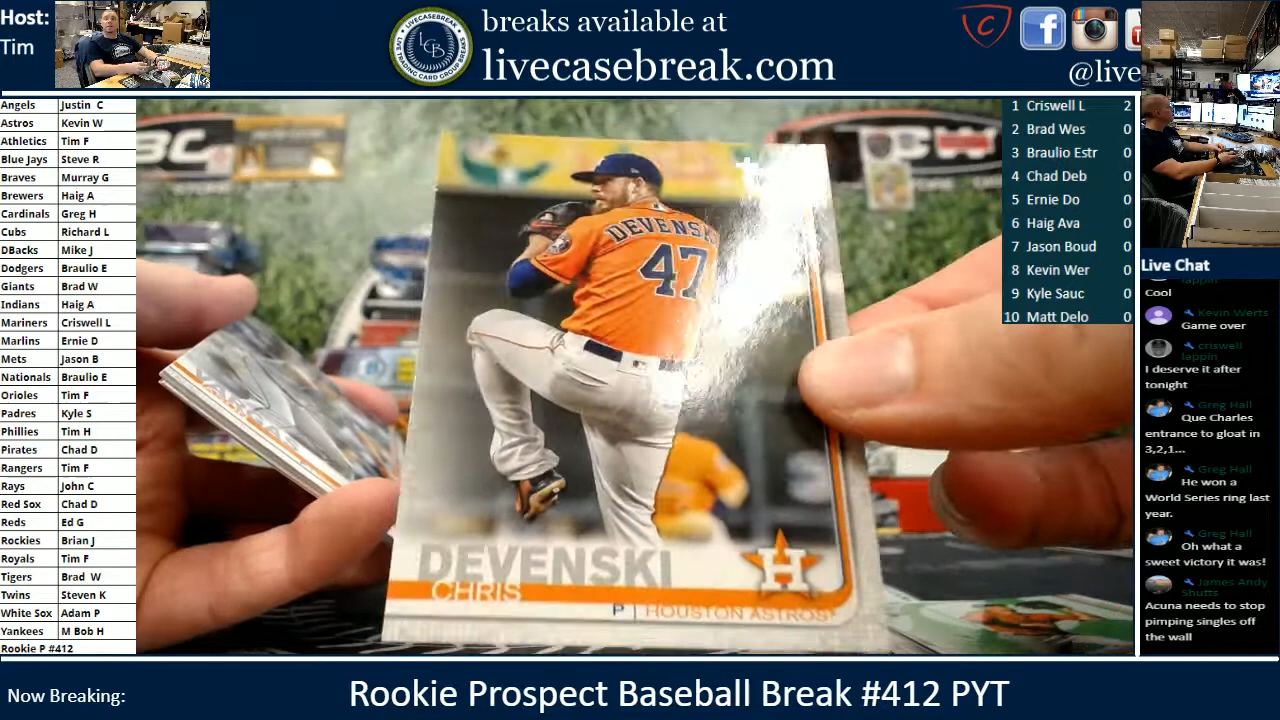 Host:
Tim
breaks available at
livecasebreak.com
LIVECASEBREAK
LCB
LIVE TRADING CARD GROUP BREAKS
@live
Angels Justin C
Astros Kevin W
Athletics Tim F
Blue Jays Steve R
Braves Murray G
Brewers Haig A
Cardinals Greg H
Cubs Richard L
DBacks Mike J
Dodgers Braulio E
Giants Brad W
Indians Haig A
Mariners Criswell L
Marlins Ernie D
Mets Jason B
Nationals Braulio E
Orioles Tim F
Padres Kyle S
Phillies Tim H
Pirates Chad D
Rangers Tim F
Rays John C
Red Sox Chad D
Reds Ed G
Rockies Brian J
Royals Tim F
Tigers Brad W
Twins Steven K
White Sox Adam P
Yankees M Bob H
Rookie P #412
DEVENSKI
47
DEVENSKI
CHRIS
H
P | HOUSTON ASTROS
1 Criswell L 2
2 Brad Wes 0
3 Braulio Estr 0
4 Chad Deb 0
5 Ernie Do 0
6 Haig Ava 0
7 Jason Boud 0
8 Kevin Wer 0
9 Kyle Sauc 0
10 Matt Delo 0
Live Chat
lappin
Cool
Kevin Werts
Game over
criswell
lappin
I deserve it after
tonight
Greg Hall
Que Charles
entrance to gloat in
3,2,1...
Greg Hall
He won a
World Series ring last
year.
Greg Hall
Oh what a
sweet victory it was!
James Andy
Shutts
Acuna needs to stop
pimping singles off
the wall
Now Breaking:
Rookie Prospect Baseball Break #412 PYT